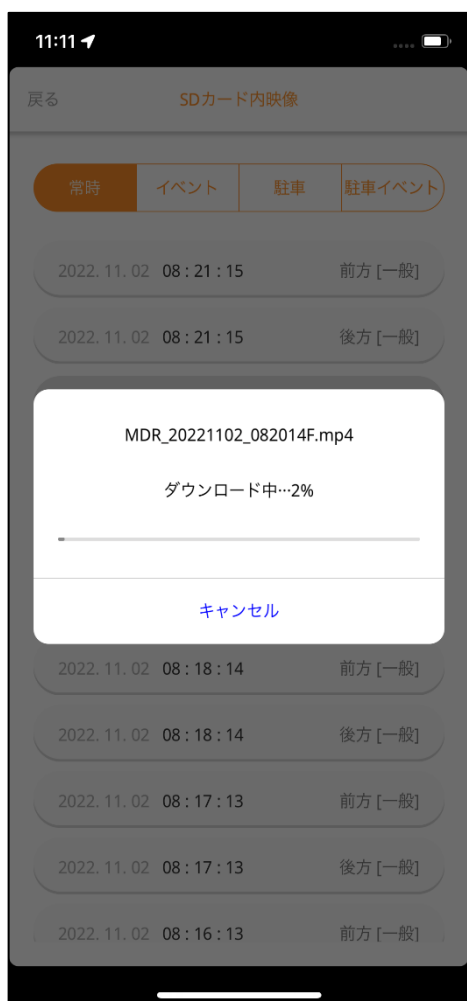 11:11
戻る SDカード内映像
常時 イベント 駐車 駐車イベント
2022. 11. 02 08 : 21 : 15 前方 [一般]
2022. 11. 02 08 : 21 : 15 後方 [一般]
MDR_20221102_082014F.mp4
ダウンロード中…2%
キャンセル
2022. 11. 02 08 : 18 : 14 前方 [一般]
2022. 11. 02 08 : 18 : 14 後方 [一般]
2022. 11. 02 08 : 17 : 13 前方 [一般]
2022. 11. 02 08 : 17 : 13 後方 [一般]
2022. 11. 02 08 : 16 : 13 前方 [一般]